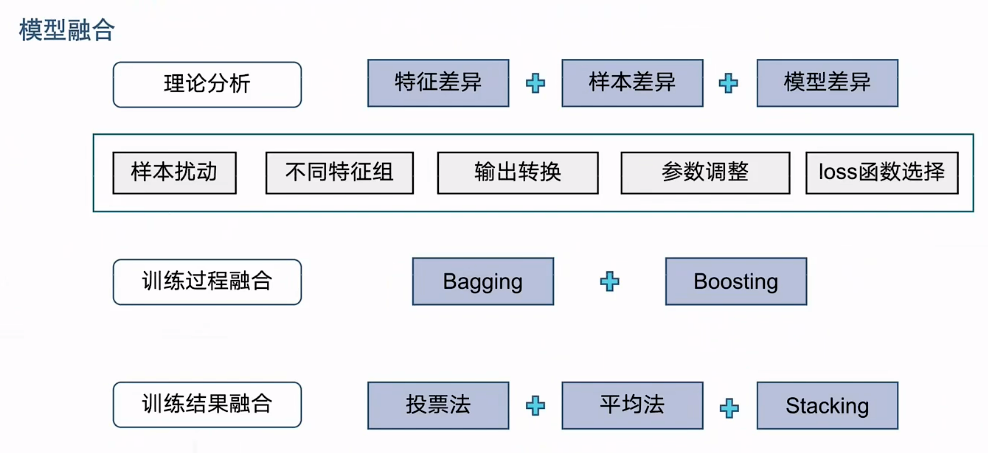 模型融合
理论分析 特征差异 样本差异 模型差异
样本扰动 不同特征组 输出转换 参数调整 loss函数选择
训练过程融合 Bagging Boosting
训练结果融合 投票法 平均法 Stacking